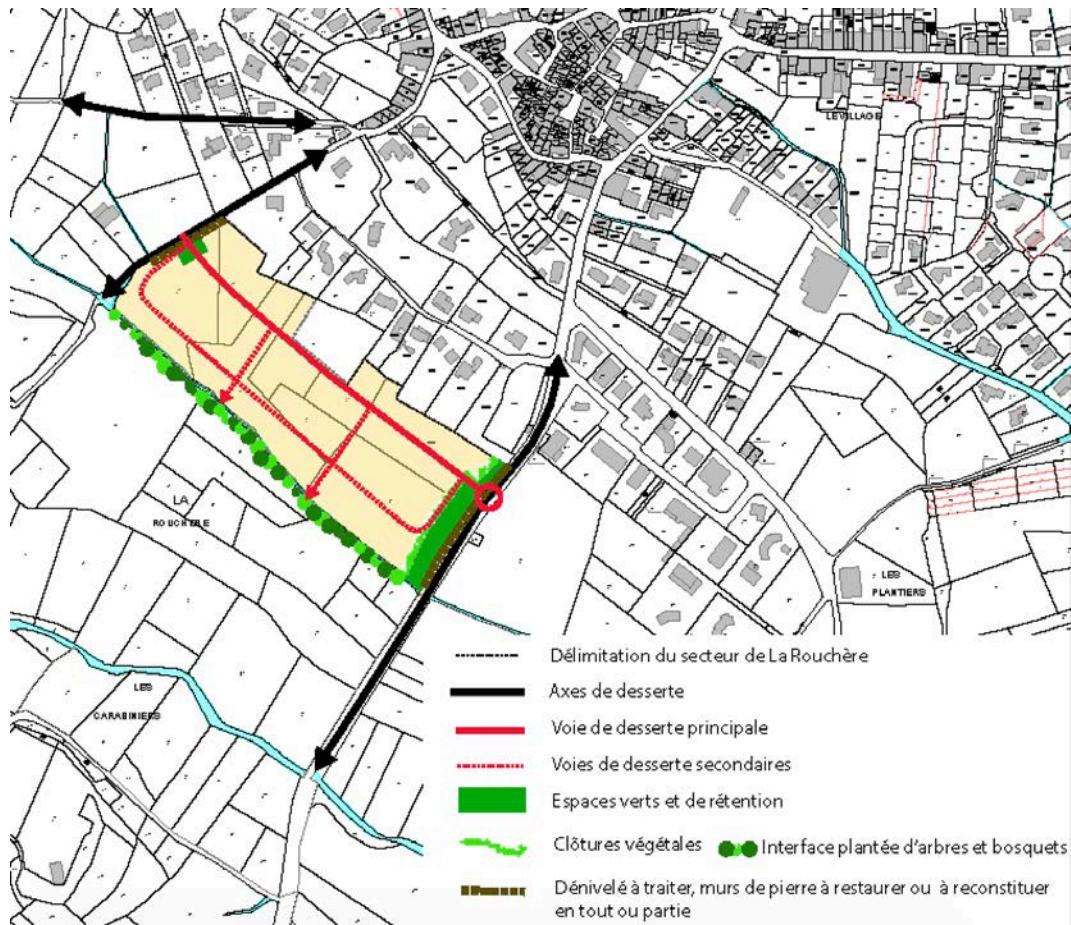 LE VILLAGE
LA
ROUCHERE
LES
PLANTIERS
LES
CARABINIERS
Délimitation du secteur de La Rouchère
Axes de desserte
Voie de desserte principale
Voies de desserte secondaires
Espaces verts et de rétention
Clôtures végétales
Interface plantée d'arbres et bosquets
Dénivelé à traiter, murs de pierre à restaurer ou à reconstituer
en tout ou partie